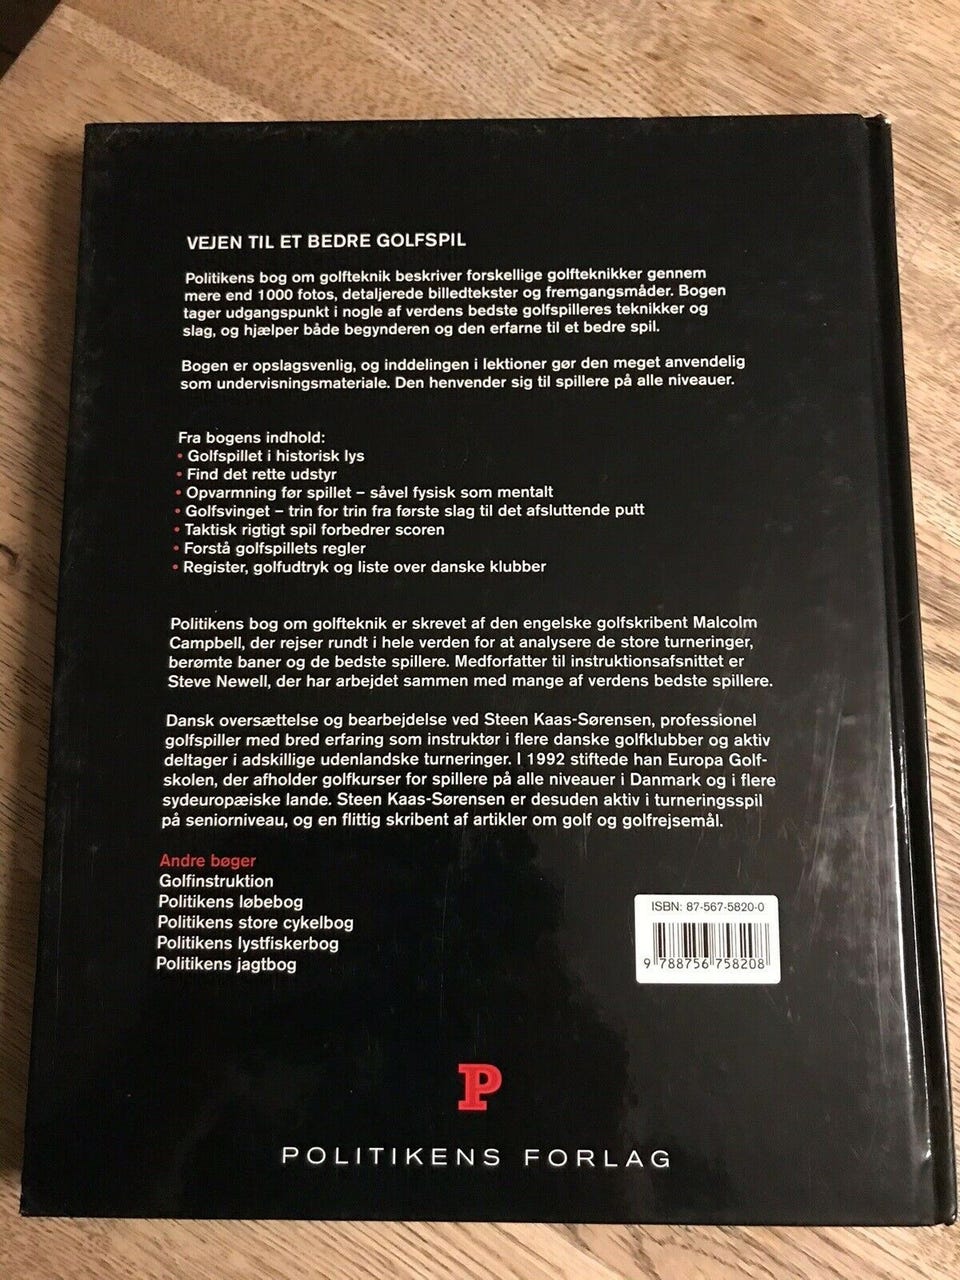 VEJEN TIL ET BEDRE GOLFSPIL
Politikens bog om golfteknik beskriver forskellige golfteknikker gennem
mere end 1000 fotos, detaljerede billedtekster og fremgangsmåder. Bogen
tager udgangspunkt i nogle af verdens bedste golfspilleres teknikker og
slag, og hjælper både begynderen og den erfarne til et bedre spil.
Bogen er opslagsvenlig, og inddelingen i lektioner gør den meget anvendelig
som undervisningsmateriale. Den henvender sig til spillere på alle niveauer.
Fra bogens indhold:
• Golfspillet i historisk lys
• Find det rette udstyr
• Opvarmning før spillet – såvel fysisk som mentalt
• Golfsvinget – trin for trin fra første slag til det afsluttende putt
• Taktisk rigtigt spil forbedrer scoren
• Forstå golfspillets regler
• Register, golfudtryk og liste over danske klubber
Politikens bog om golfteknik er skrevet af den engelske golfskribent Malcolm
Campbell, der rejser rundt i hele verden for at analysere de store turneringer,
berømte baner og de bedste spillere. Medforfatter til instruktionsafsnittet er
Steve Newell, der har arbejdet sammen med mange af verdens bedste spillere.
Dansk oversættelse og bearbejdelse ved Steen Kaas-Sørensen, professionel
golfspiller med bred erfaring som instruktør i flere danske golfklubber og aktiv
deltager i adskillige udenlandske turneringer. I 1992 stiftede han Europa Golf-
skolen, der afholder golfkurser for spillere på alle niveauer i Danmark og i flere
sydeuropæiske lande. Steen Kaas-Sørensen er desuden aktiv i turneringsspil
på seniorniveau, og en flittig skribent af artikler om golf og golfrejsemål.
Andre bøger
Golfinstruktion
Politikens løbebog
Politikens store cykelbog
Politikens lystfiskerbog
Politikens jagtbog
ISBN: 87-567-5820-0
9 788756 758208
P
POLITIKENS FORLAG